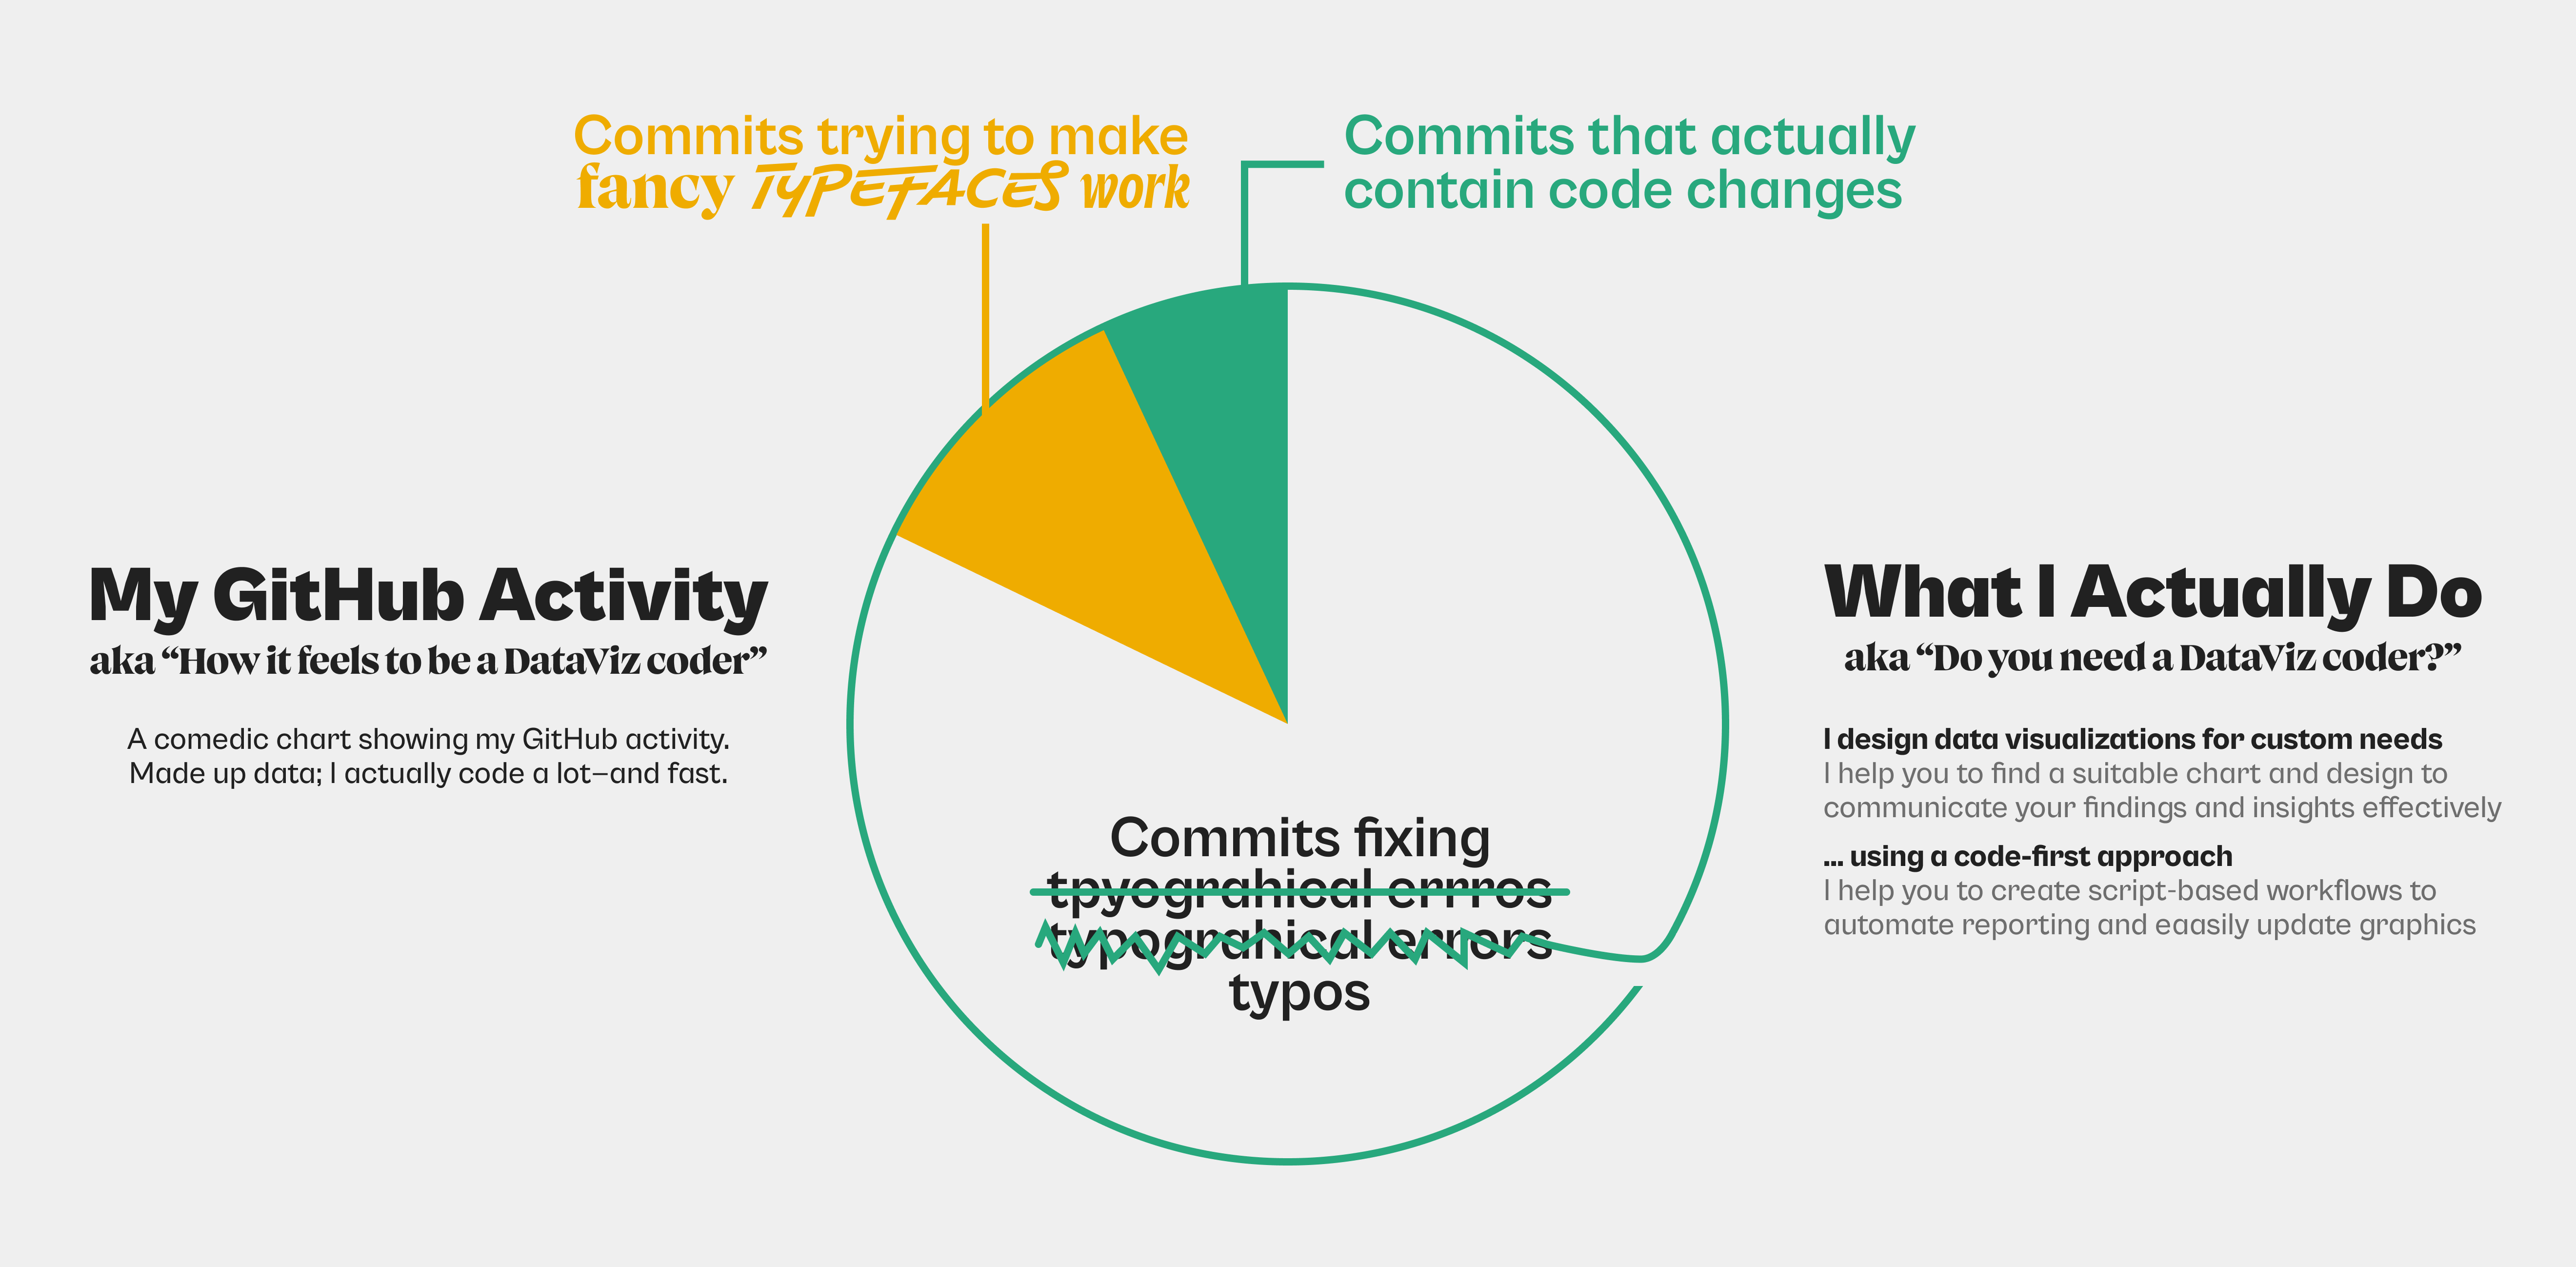 Commits trying to make
fancy TYPEFACES work
Commits that actually
contain code changes
My GitHub Activity
aka “How it feels to be a DataViz coder”
A comedic chart showing my GitHub activity.
Made up data; I actually code a lot–and fast.
Commits fixing
tpyograhical errros
typograhical errors
typos
What I Actually Do
aka “Do you need a DataViz coder?”
I design data visualizations for custom needs
I help you to find a suitable chart and design to
communicate your findings and insights effectively
... using a code-first approach
I help you to create script-based workflows to
automate reporting and eaasily update graphics